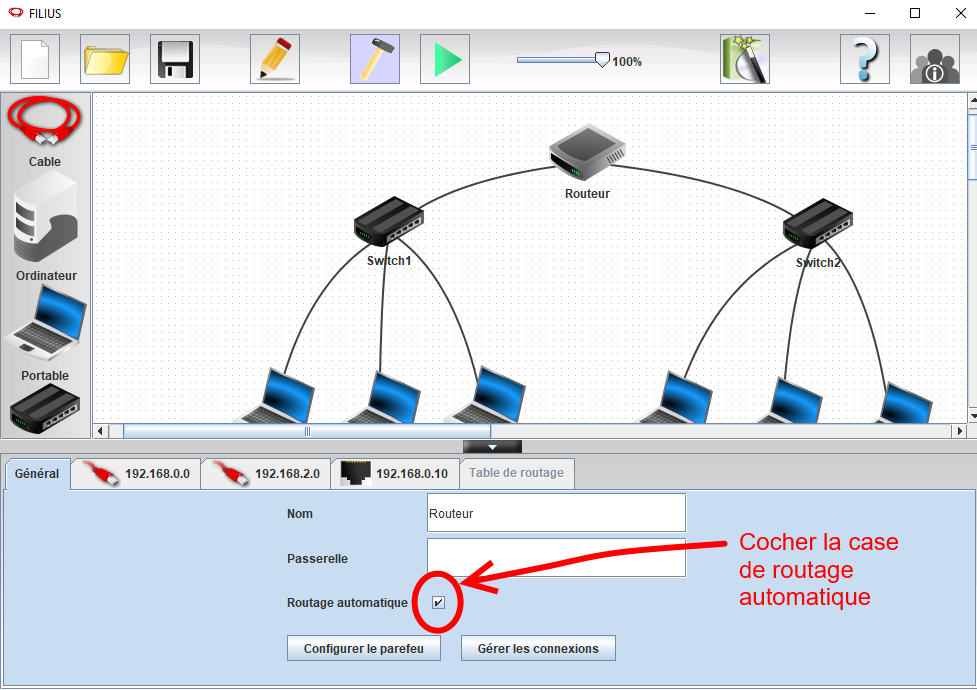 FILIUS
100%
Cable
Ordinateur
Portable
Routeur
Switch1
Switch2
Général
192.168.0.0
192.168.2.0
192.168.0.10
Table de routage
Nom
Routeur
Passerelle
Routage automatique
Configurer le parefeu
Gérer les connexions
Cocher la case
de routage
automatique